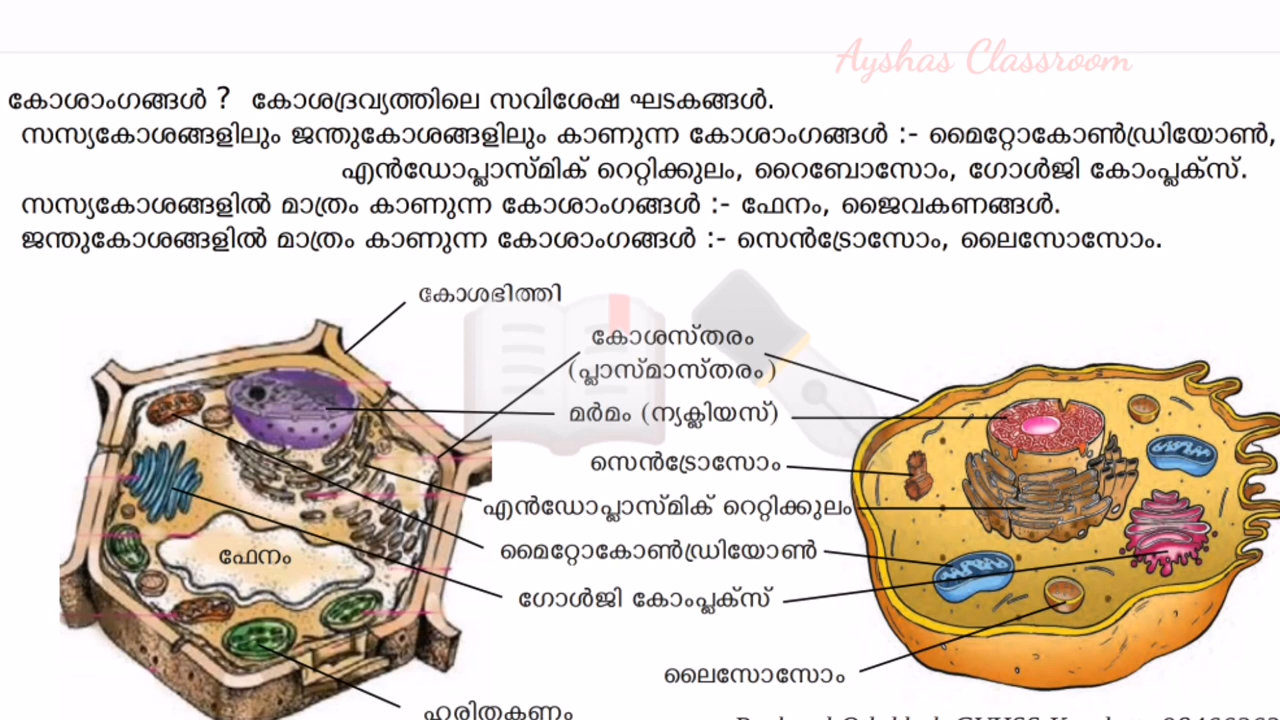 Ayshas Classroom
കോശാംഗങ്ങൾ ? കോശദ്രവ്യത്തിലെ സവിശേഷ ഘടകങ്ങൾ.
സസ്യകോശങ്ങളിലും ജന്തുകോശങ്ങളിലും കാണുന്ന കോശാംഗങ്ങൾ :- മൈറ്റോകോൺഡ്രിയോൺ,
എൻഡോപ്ലാസ്മിക് റെറ്റിക്കുലം, റൈബോസോം, ഗോൾജി കോംപ്ലക്സ്.
സസ്യകോശങ്ങളിൽ മാത്രം കാണുന്ന കോശാംഗങ്ങൾ :- ഫേനം, ജൈവകണങ്ങൾ.
ജന്തുകോശങ്ങളിൽ മാത്രം കാണുന്ന കോശാംഗങ്ങൾ :- സെൻട്രോസോം, ലൈസോസോം.
കോശഭിത്തി
കോശസ്തരം
(പ്ലാസ്മാസ്തരം)
മർമം (ന്യക്ലിയസ്)
സെൻട്രോസോം
എൻഡോപ്ലാസ്മിക് റെറ്റിക്കുലം
മൈറ്റോകോൺഡ്രിയോൺ
ഫേനം
ഗോൾജി കോംപ്ലക്സ്
ലൈസോസോം
ഹരിതകണം